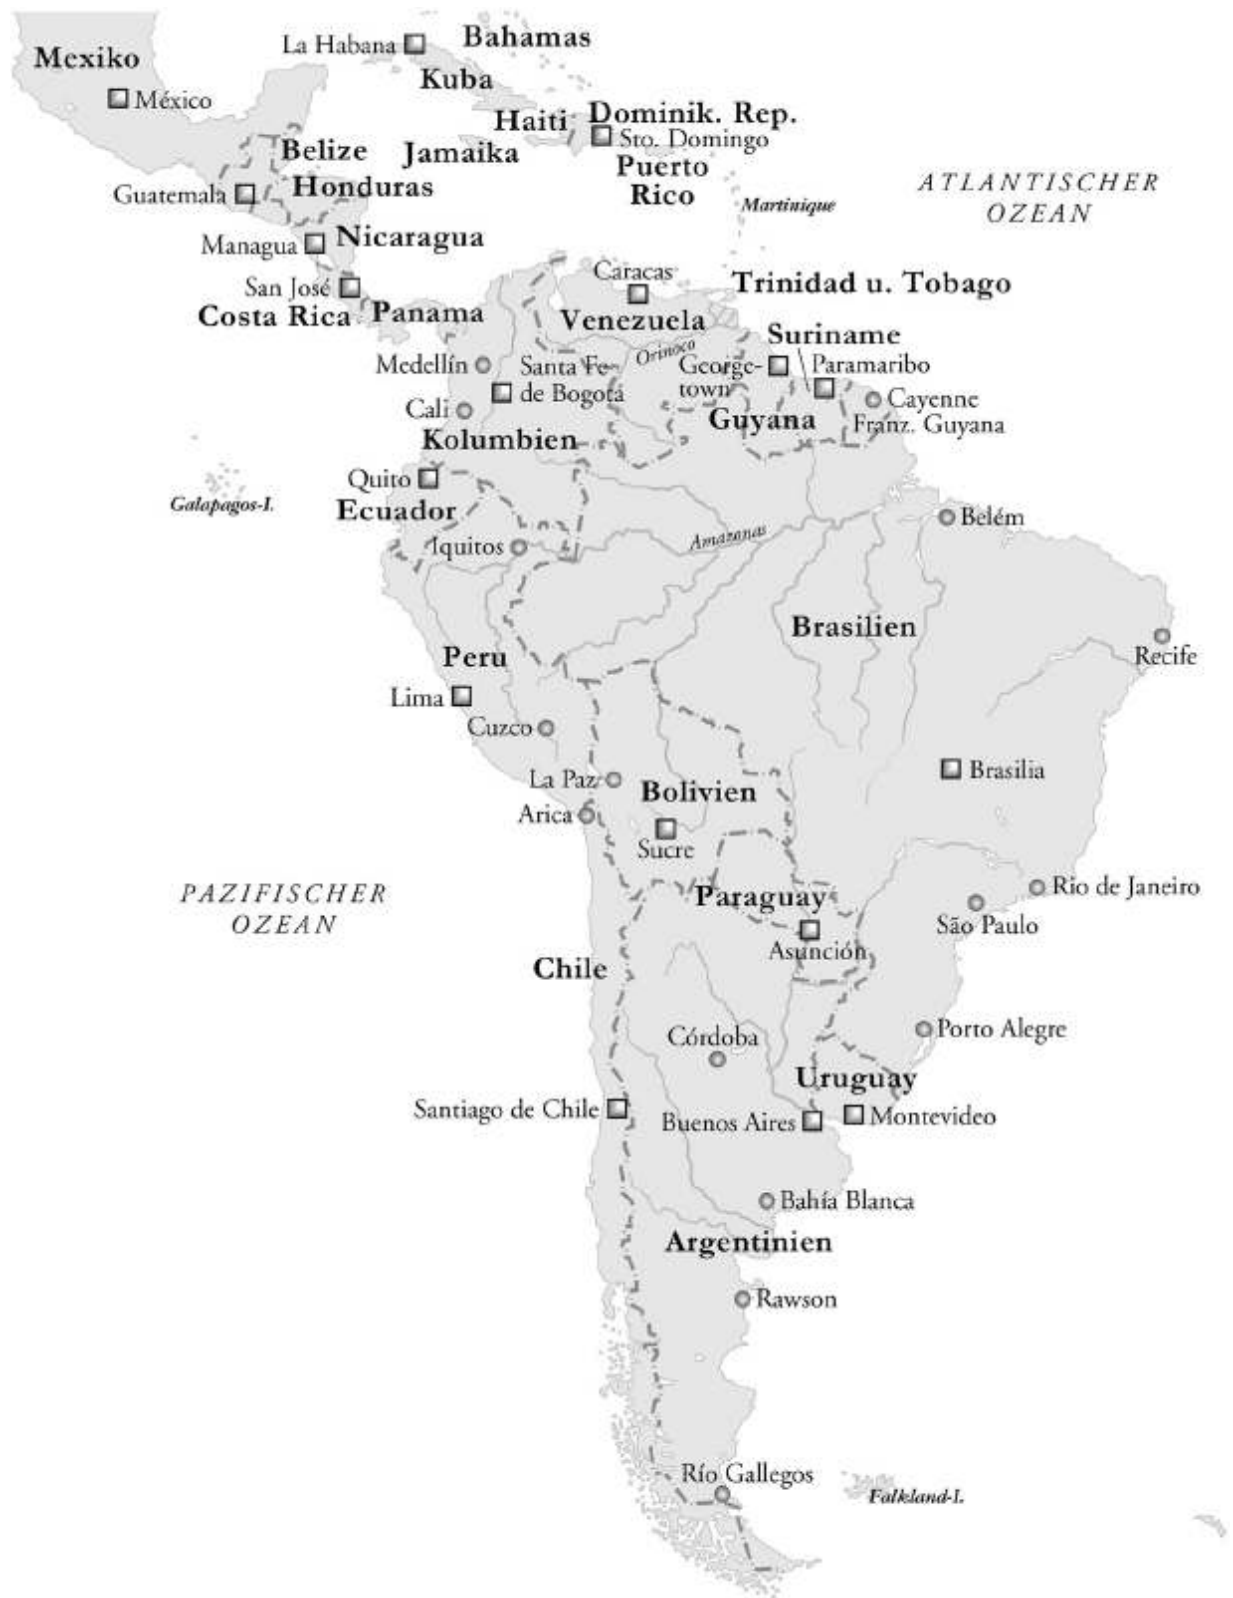 Bahamas
La Habana
Mexiko
Kuba
México
Haiti
Dominik. Rep.
Sto. Domingo
Belize
Jamaika
Puerto
Rico
ATLANTISCHER
OZEAN
Guatemala
Honduras
Martinique
Managua
Nicaragua
Caracas
San José
Trinidad u. Tobago
Costa Rica
Panama
Venezuela
Suriname
Orinoco
Medellín
Santa Fe
de Bogotá
George-
town
Paramaribo
Cali
Cayenne
Guyana
Franz. Guyana
Kolumbien
Quito
Galapagos-I.
Ecuador
Belém
Iquitos
Amazonas
Brasilien
Recife
Peru
Lima
Cuzco
Brasilia
La Paz
Bolivien
Arica
Sucre
PAZIFISCHER
OZEAN
Paraguay
Rio de Janeiro
São Paulo
Asunción
Chile
Córdoba
Porto Alegre
Uruguay
Santiago de Chile
Buenos Aires
Montevideo
Bahía Blanca
Argentinien
Rawson
Río Gallegos
Falkland-I.